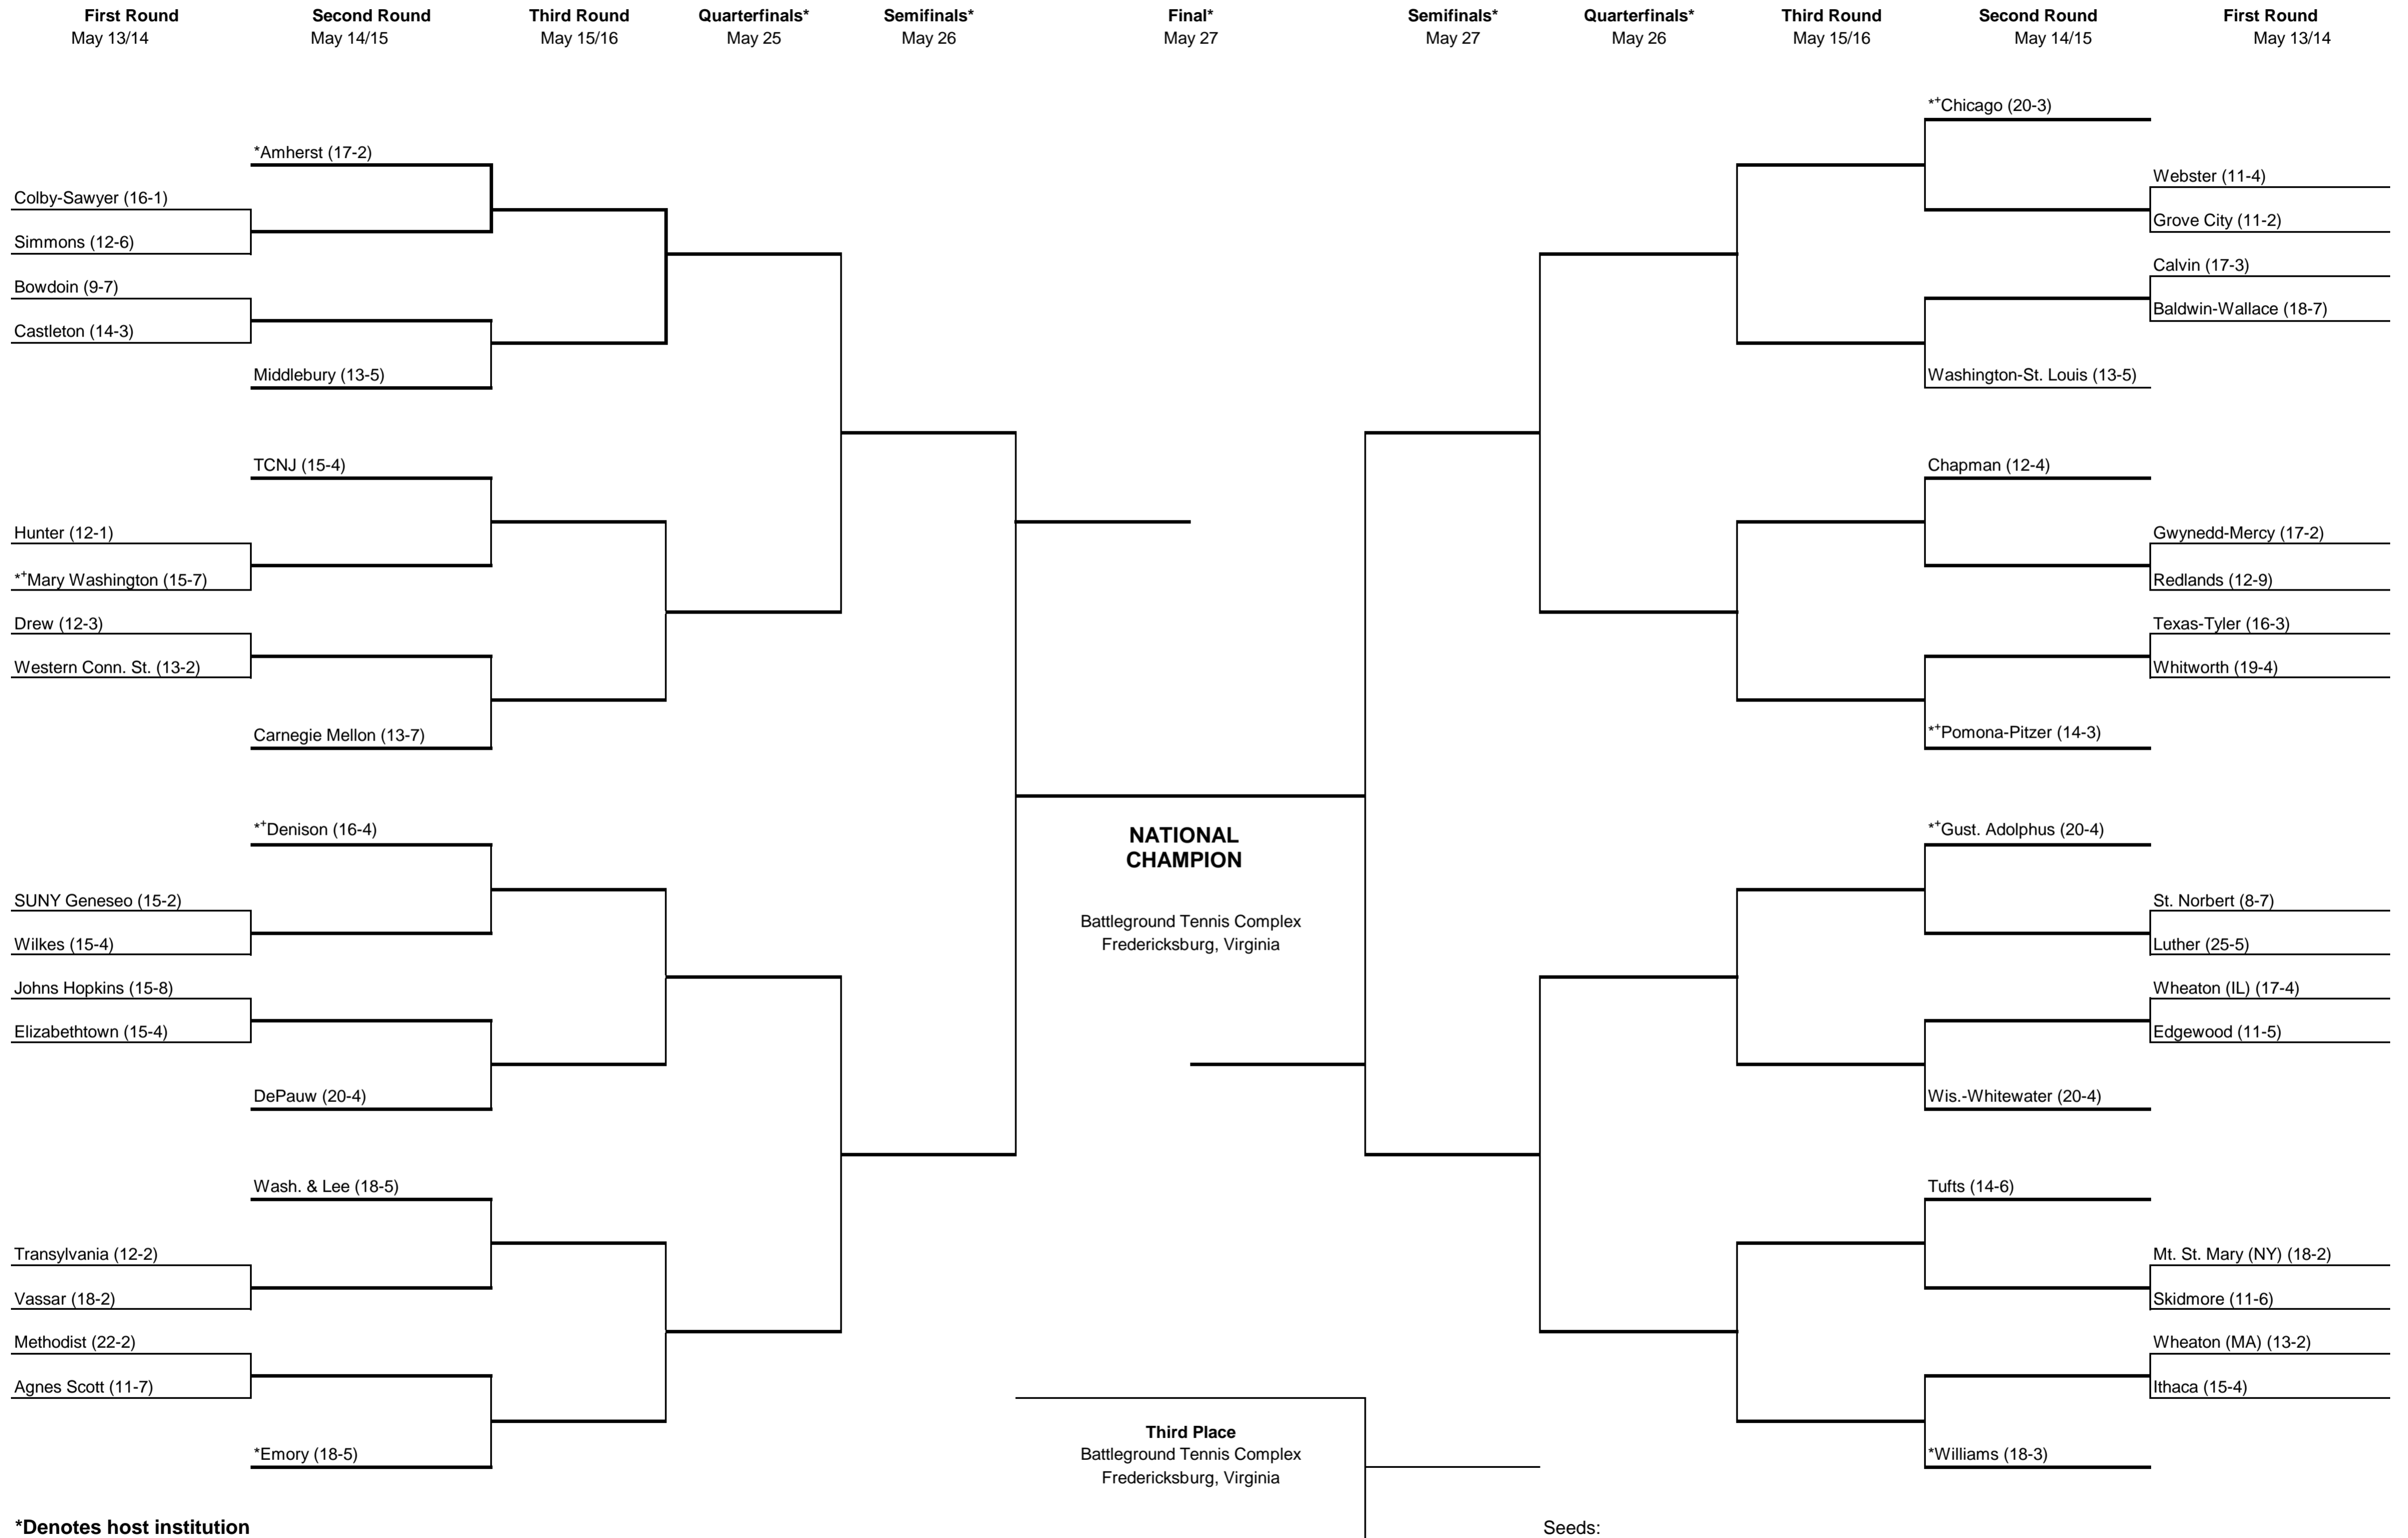 First Round
Second Round
Third Round
Quarterfinals*
Semifinals*
Final*
Semifinals*
Quarterfinals*
Third Round
Second Round
First Round
May 13/14
May 14/15
May 15/16
May 25
May 26
May 27
May 27
May 26
May 15/16
May 14/15
May 13/14
*Amherst (17-2)
Colby-Sawyer (16-1)
Simmons (12-6)
Bowdoin (9-7)
Castleton (14-3)
Middlebury (13-5)
TCNJ (15-4)
Hunter (12-1)
*+Mary Washington (15-7)
Drew (12-3)
Western Conn. St. (13-2)
Carnegie Mellon (13-7)
*+Denison (16-4)
SUNY Geneseo (15-2)
Wilkes (15-4)
Johns Hopkins (15-8)
Elizabethtown (15-4)
DePauw (20-4)
Wash. & Lee (18-5)
Transylvania (12-2)
Vassar (18-2)
Methodist (22-2)
Agnes Scott (11-7)
*Emory (18-5)
*Denotes host institution
NATIONAL
CHAMPION
Battleground Tennis Complex
Fredericksburg, Virginia
Third Place
Battleground Tennis Complex
Fredericksburg, Virginia
*+Chicago (20-3)
Webster (11-4)
Grove City (11-2)
Calvin (17-3)
Baldwin-Wallace (18-7)
Washington-St. Louis (13-5)
Chapman (12-4)
Gwynedd-Mercy (17-2)
Redlands (12-9)
Texas-Tyler (16-3)
Whitworth (19-4)
*+Pomona-Pitzer (14-3)
*+Gust. Adolphus (20-4)
St. Norbert (8-7)
Luther (25-5)
Wheaton (IL) (17-4)
Edgewood (11-5)
Wis.-Whitewater (20-4)
Tufts (14-6)
Mt. St. Mary (NY) (18-2)
Skidmore (11-6)
Wheaton (MA) (13-2)
Ithaca (15-4)
*Williams (18-3)
Seeds: